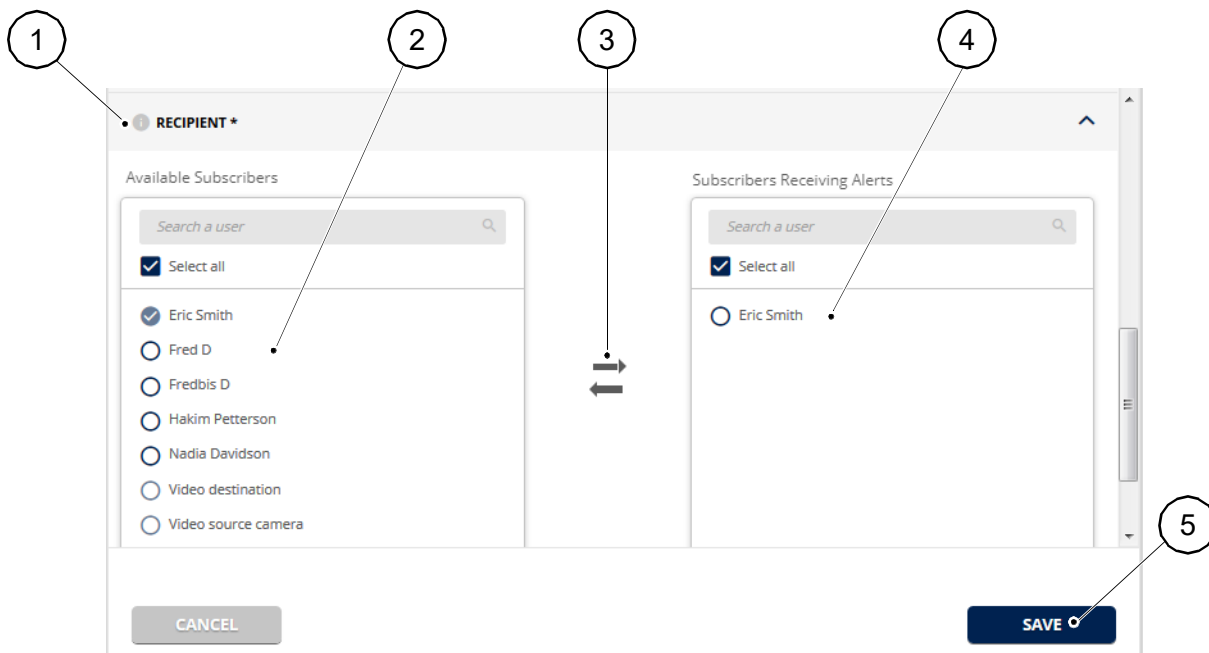 1
2
3
4
RECIPIENT *
Available Subscribers
Subscribers Receiving Alerts
Search a user
Search a user
Select all
Select all
Eric Smith
Eric Smith
Fred D
Fredbis D
Hakim Petterson
Nadia Davidson
Video destination
Video source camera
5
CANCEL
SAVE